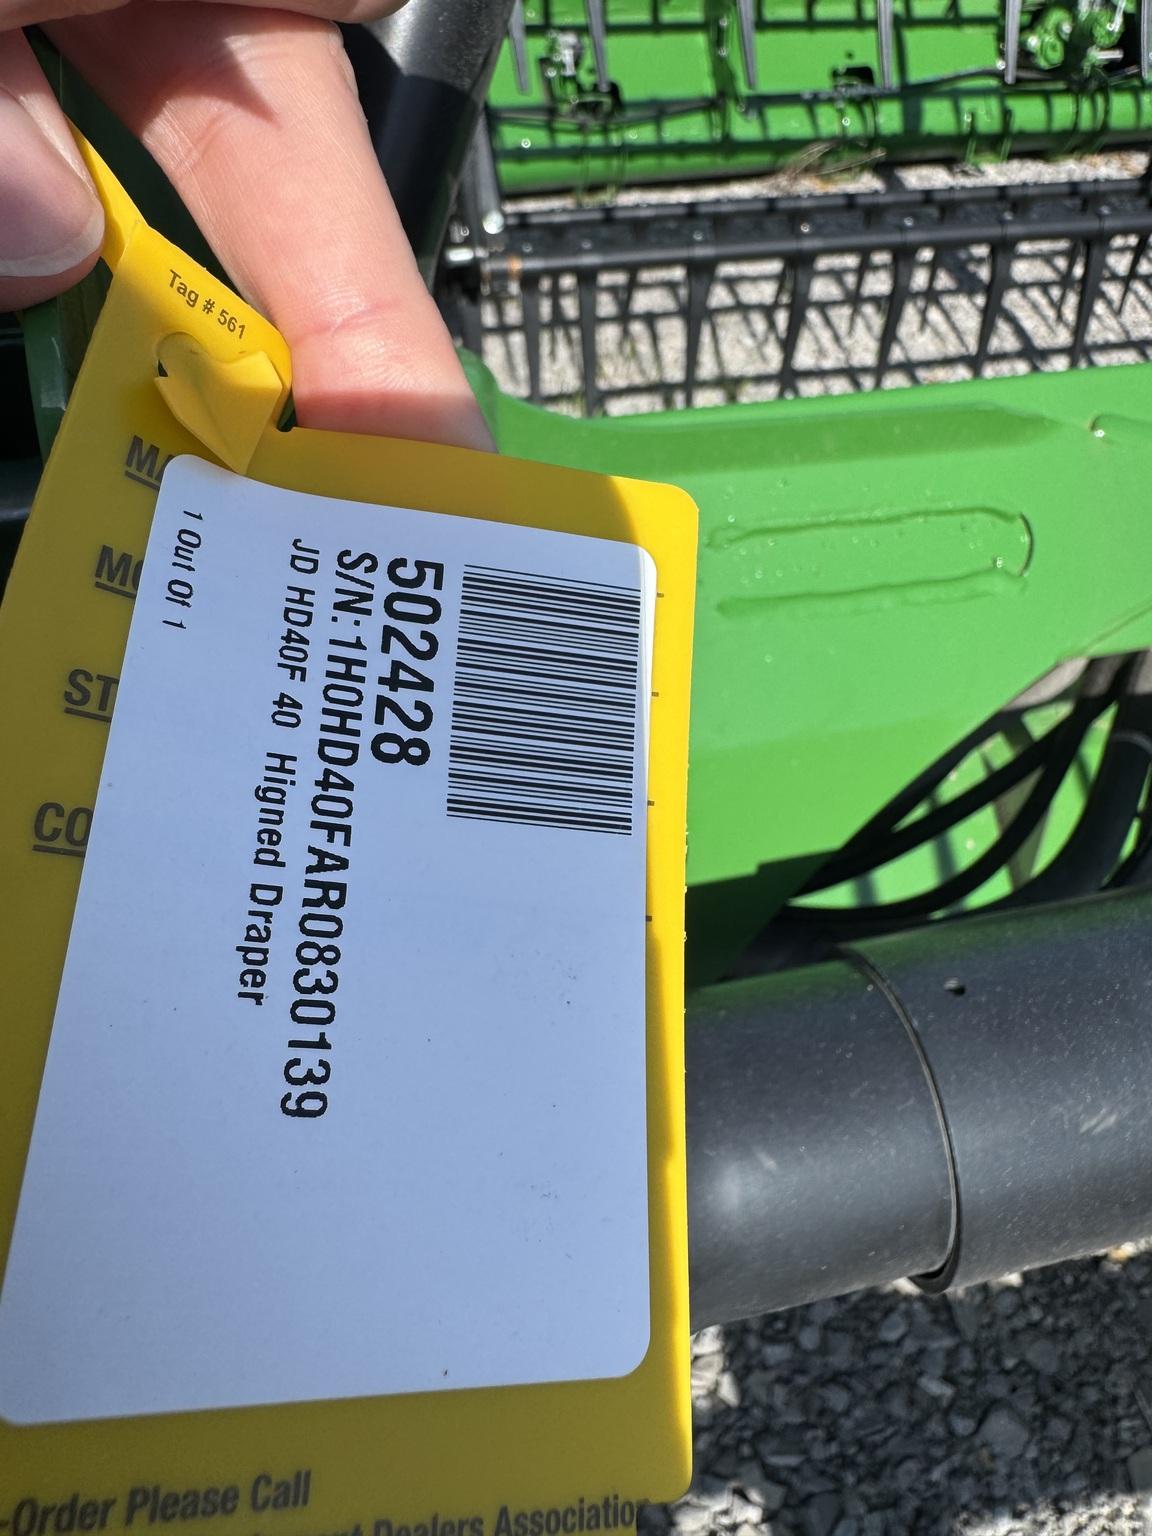 Tag # 561
502428
S/N:1H0HD40FAR0830139
JD HD40F 40 Higned Draper
1 Out Of 1
-Order Please Call
Dealers Association